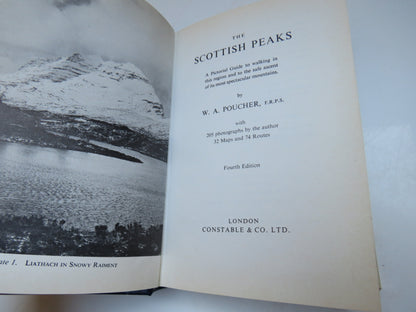 THE
SCOTTISH PEAKS
A Pictorial Guide to walking in
this region and to the safe ascent
of its most spectacular mountains.
by
W. A. POUCHER, F.R.P.S.
with
205 photographs by the author
32 Maps and 74 Routes
Fourth Edition
LONDON
CONSTABLE & CO. LTD.
1. LIATHACH IN SNOWY RAIMENT